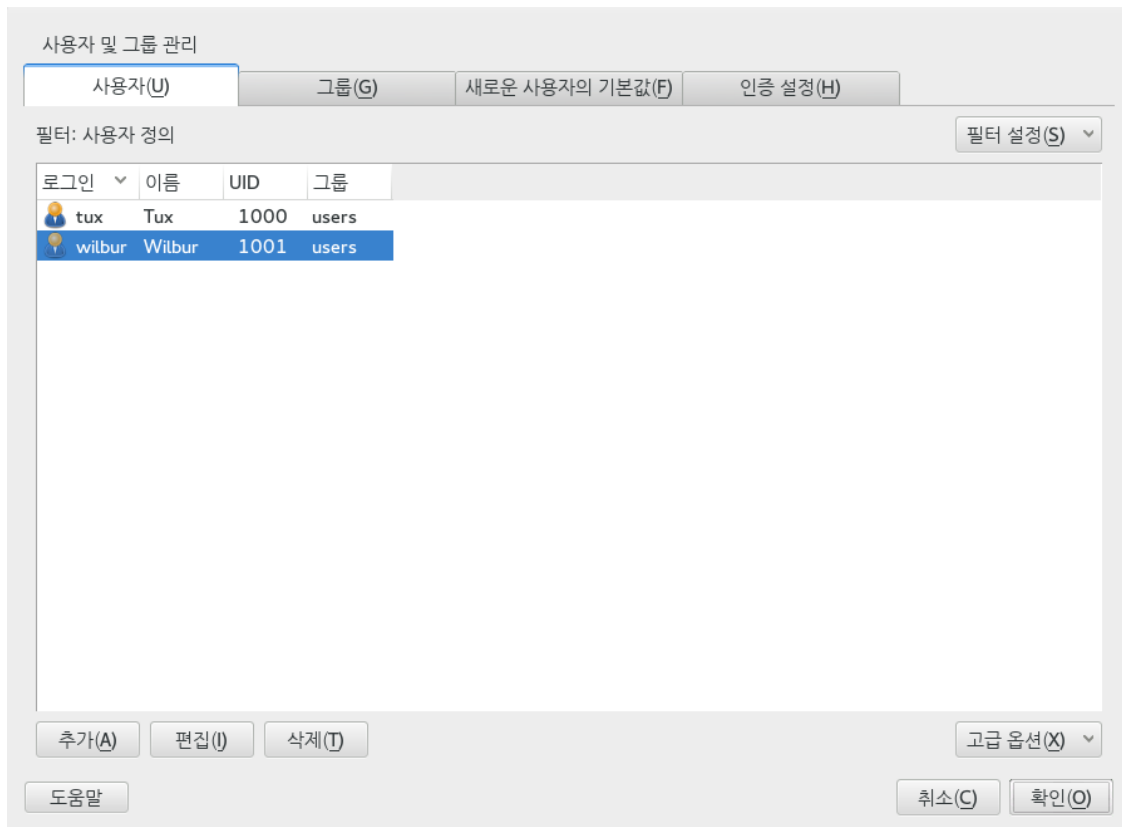 사용자 및 그룹 관리
사용자(U) 그룹(G) 새로운 사용자의 기본값(F) 인증 설정(H)
필터: 사용자 정의 필터 설정(S)
로그인 이름 UID 그룹
tux Tux 1000 users
wilbur Wilbur 1001 users
추가(A) 편집(I) 삭제(T) 고급 옵션(X)
도움말 취소(C) 확인(O)